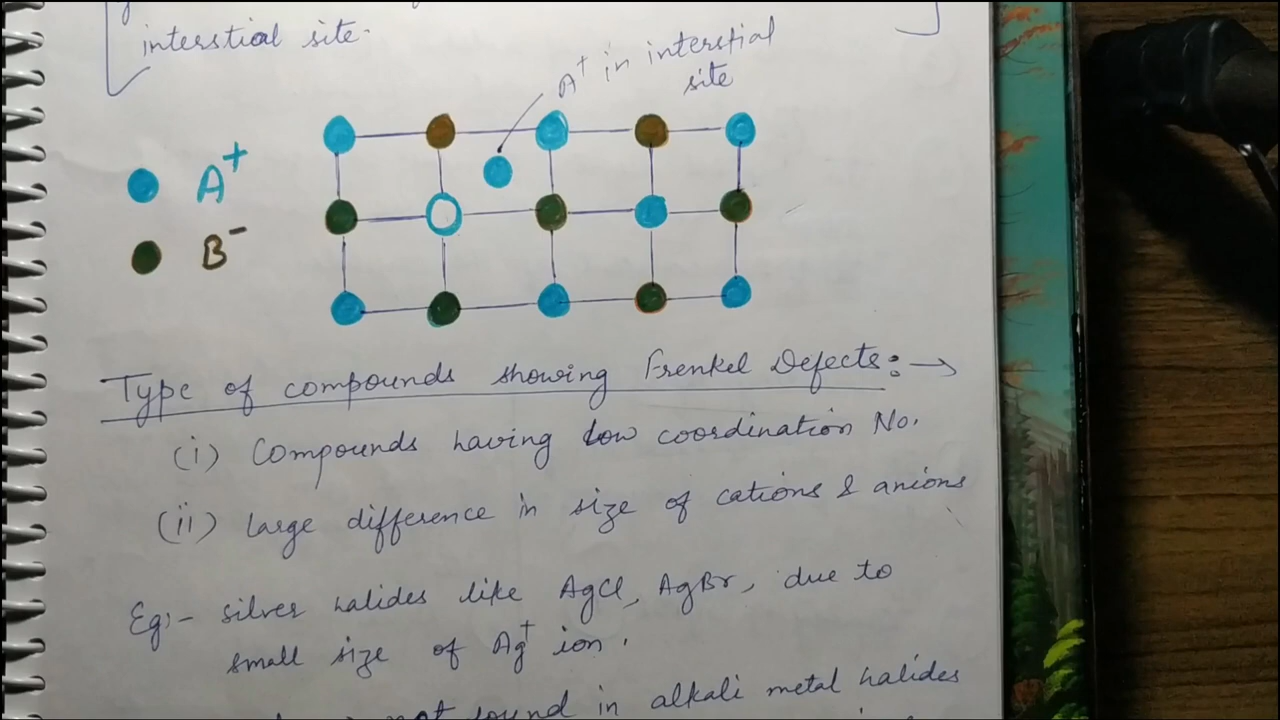 interstial site.
A⁺ in interstial
site
A⁺
B⁻
Type of compounds showing Frenkel Defects:→
(i) Compounds having low coordination No.
(ii) Large difference in size of cations & anions
Eg:- silver halides like AgCl, AgBr, due to
small size of Ag⁺ ion.
not found in alkali metal halides